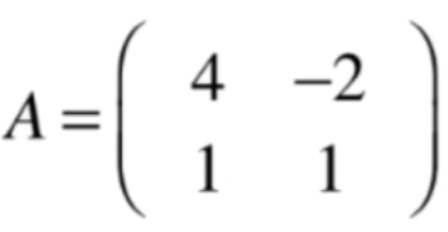 A = ( 4 −2
1 1 )